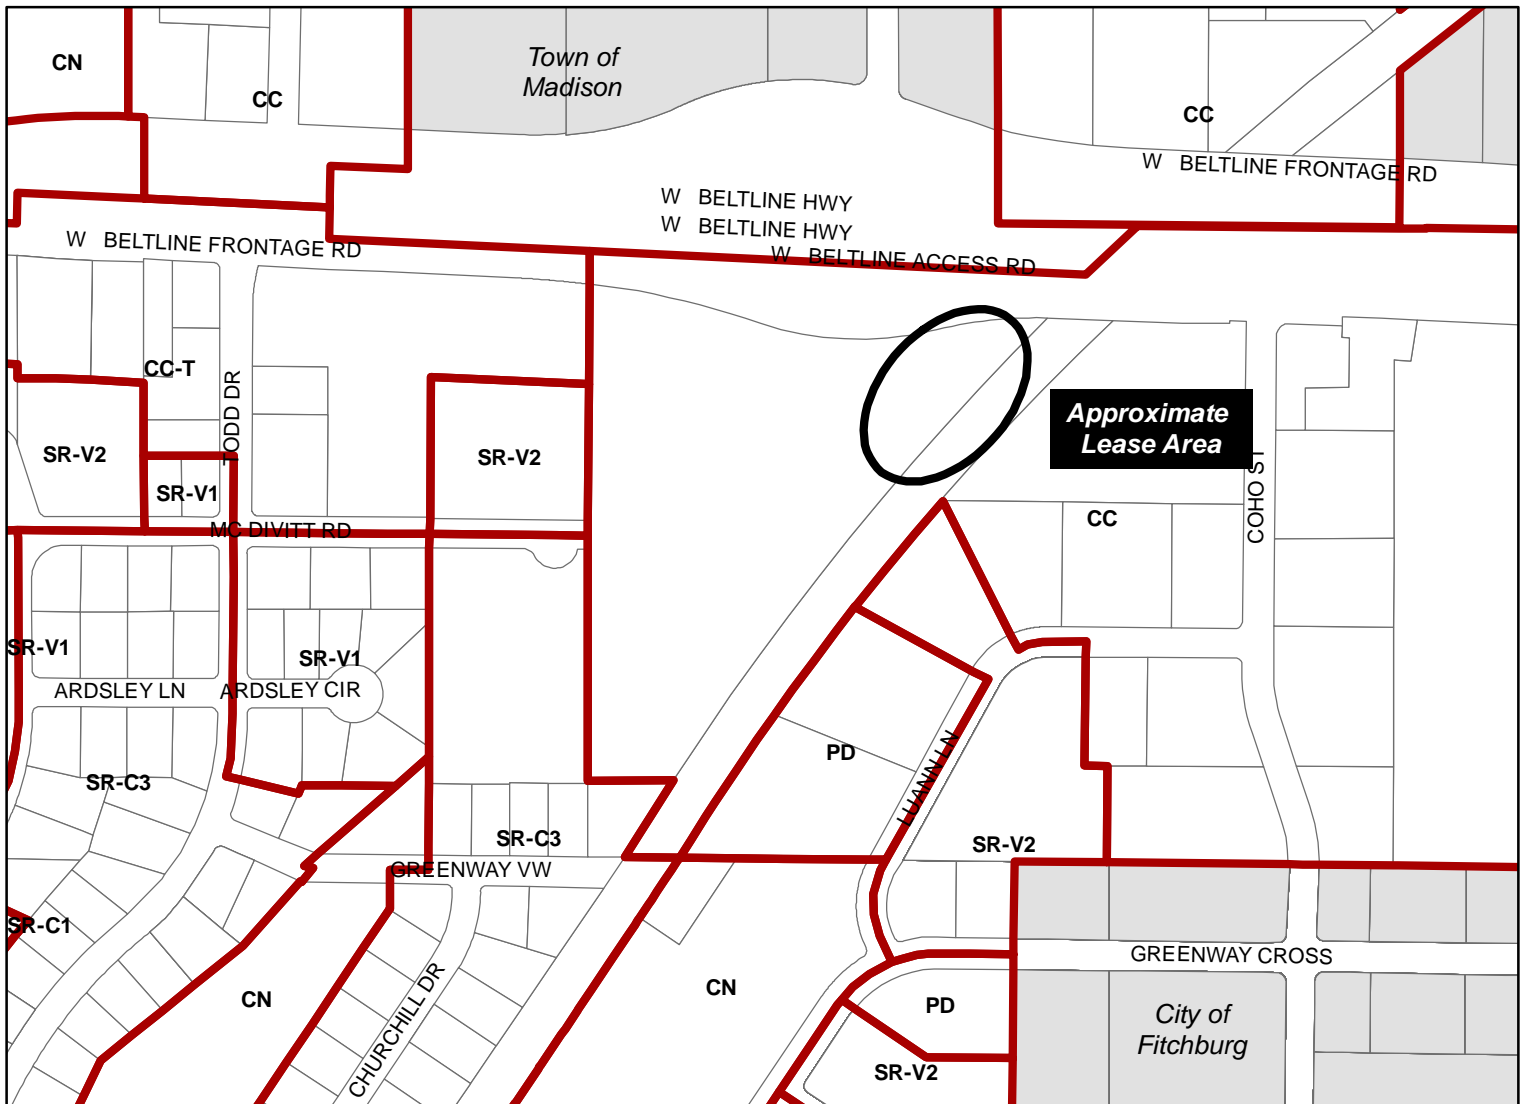 Town of
Madison
CN
CC
CC
W BELTLINE FRONTAGE RD
W BELTLINE HWY
W BELTLINE HWY
W BELTLINE FRONTAGE RD
W BELTLINE ACCESS RD
CC-T
TODD DR
Approximate
Lease Area
SR-V2
SR-V2
SR-V1
COHO ST
CC
MC DIVITT RD
SR-V1
SR-V1
ARDSLEY LN
ARDSLEY CIR
PD
LUANN LN
SR-C3
SR-C3
SR-V2
GREENWAY VW
SR-C1
GREENWAY CROSS
CN
CN
CHURCHILL DR
PD
City of
Fitchburg
SR-V2